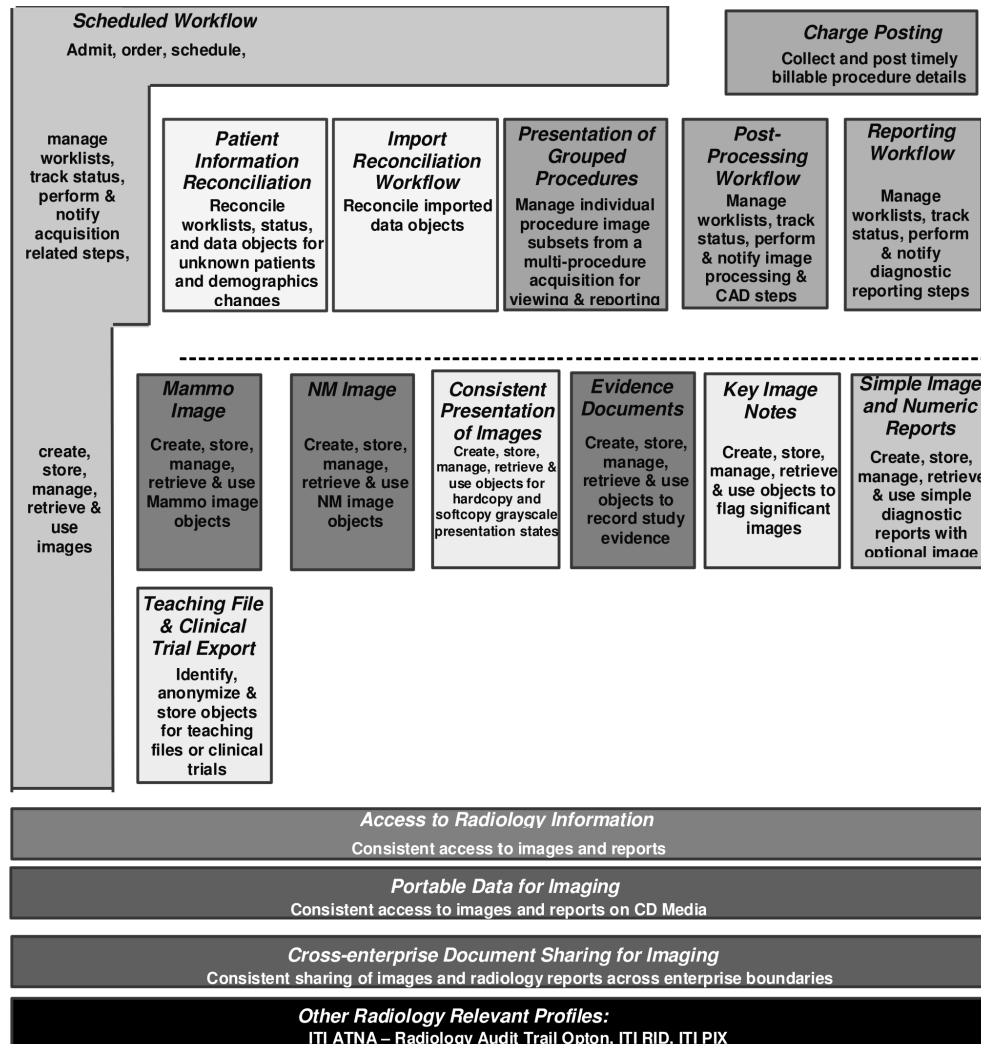 Scheduled Workflow
Admit, order, schedule,
Charge Posting
Collect and post timely
billable procedure details
manage
worklists,
track status,
perform &
notify
acquisition
related steps,
Patient
Information
Reconciliation
Reconcile
worklists, status,
and data objects for
unknown patients
and demographics
changes
Import
Reconciliation
Workflow
Reconcile imported
data objects
Presentation of
Grouped
Procedures
Manage individual
procedure image
subsets from a
multi-procedure
acquisition for
viewing & reporting
Post-
Processing
Workflow
Manage
worklists, track
status, perform
& notify image
processing &
CAD steps
Reporting
Workflow
Manage
worklists, track
status, perform
& notify
diagnostic
reporting steps
create,
store,
manage,
retrieve &
use
images
Mammo
Image
Create, store,
manage,
retrieve & use
Mammo image
objects
NM Image
Create, store,
manage,
retrieve & use
NM image
objects
Consistent
Presentation
of Images
Create, store,
manage, retrieve &
use objects for
hardcopy and
softcopy grayscale
presentation states
Evidence
Documents
Create, store,
manage,
retrieve & use
objects to
record study
evidence
Key Image
Notes
Create, store,
manage, retrieve
& use objects to
flag significant
images
Simple Image
and Numeric
Reports
Create, store,
manage, retrieve
& use simple
diagnostic
reports with
optional image
Teaching File
& Clinical
Trial Export
Identify,
anonymize &
store objects
for teaching
files or clinical
trials
Access to Radiology Information
Consistent access to images and reports
Portable Data for Imaging
Consistent access to images and reports on CD Media
Cross-enterprise Document Sharing for Imaging
Consistent sharing of images and radiology reports across enterprise boundaries
Other Radiology Relevant Profiles:
ITI ATNA – Radiology Audit Trail Opton, ITI RID, ITI PIX